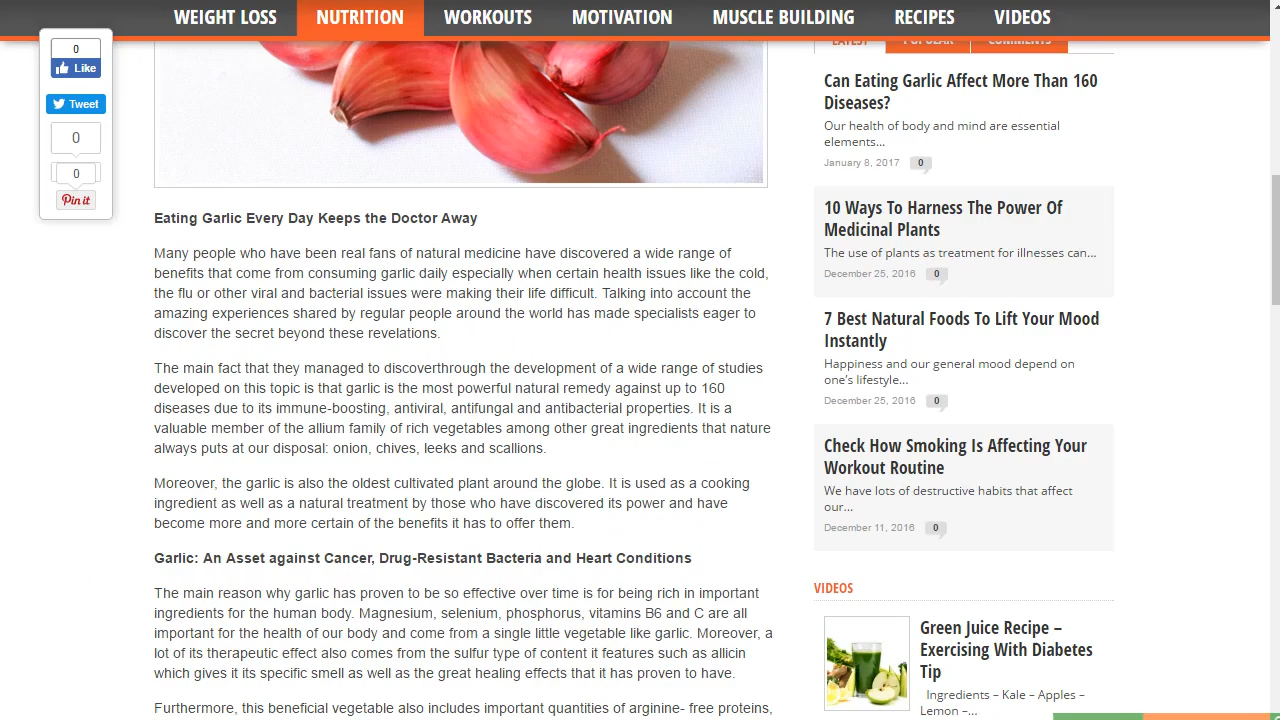 WEIGHT LOSS NUTRITION WORKOUTS MOTIVATION MUSCLE BUILDING RECIPES VIDEOS
0
Like
Tweet
0
0
Pin it
Eating Garlic Every Day Keeps the Doctor Away
Many people who have been real fans of natural medicine have discovered a wide range of
benefits that come from consuming garlic daily especially when certain health issues like the cold,
the flu or other viral and bacterial issues were making their life difficult. Talking into account the
amazing experiences shared by regular people around the world has made specialists eager to
discover the secret beyond these revelations.
The main fact that they managed to discoverthrough the development of a wide range of studies
developed on this topic is that garlic is the most powerful natural remedy against up to 160
diseases due to its immune-boosting, antiviral, antifungal and antibacterial properties. It is a
valuable member of the allium family of rich vegetables among other great ingredients that nature
always puts at our disposal: onion, chives, leeks and scallions.
Moreover, the garlic is also the oldest cultivated plant around the globe. It is used as a cooking
ingredient as well as a natural treatment by those who have discovered its power and have
become more and more certain of the benefits it has to offer them.
Garlic: An Asset against Cancer, Drug-Resistant Bacteria and Heart Conditions
The main reason why garlic has proven to be so effective over time is for being rich in important
ingredients for the human body. Magnesium, selenium, phosphorus, vitamins B6 and C are all
important for the health of our body and come from a single little vegetable like garlic. Moreover, a
lot of its therapeutic effect also comes from the sulfur type of content it features such as allicin
which gives it its specific smell as well as the great healing effects that it has proven to have.
Furthermore, this beneficial vegetable also includes important quantities of arginine- free proteins,
LATEST POPULAR COMMENTS
Can Eating Garlic Affect More Than 160
Diseases?
Our health of body and mind are essential
elements...
January 8, 2017 0
10 Ways To Harness The Power Of
Medicinal Plants
The use of plants as treatment for illnesses can...
December 25, 2016 0
7 Best Natural Foods To Lift Your Mood
Instantly
Happiness and our general mood depend on
one's lifestyle...
December 25, 2016 0
Check How Smoking Is Affecting Your
Workout Routine
We have lots of destructive habits that affect
our...
December 11, 2016 0
VIDEOS
Green Juice Recipe –
Exercising With Diabetes
Tip
Ingredients – Kale – Apples –
Lemon –...